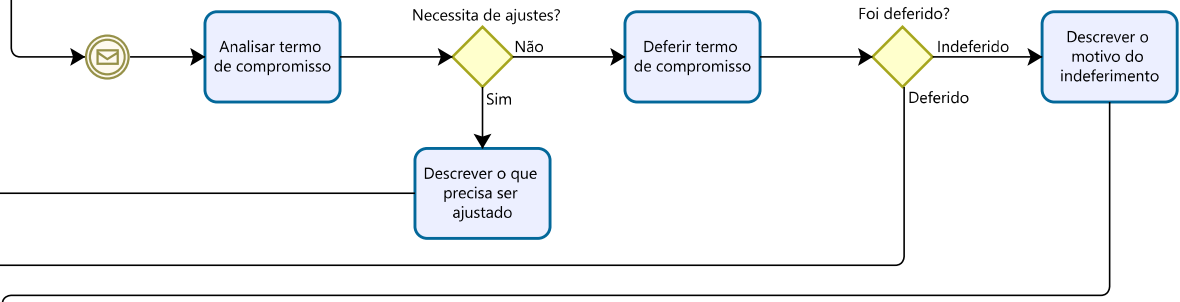 Analisar termo
de compromisso
Necessita de ajustes?
Não
Sim
Descrever o que
precisa ser
ajustado
Deferir termo
de compromisso
Foi deferido?
Indeferido
Deferido
Descrever o
motivo do
indeferimento